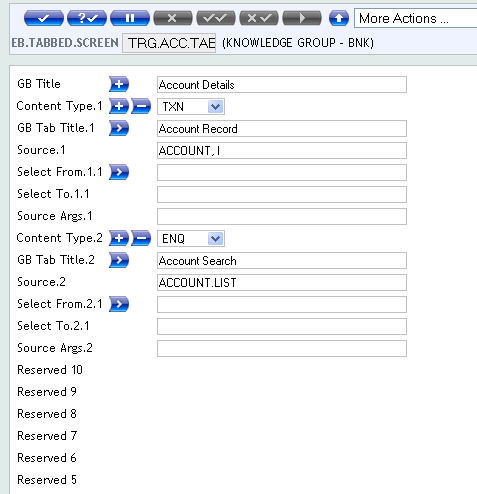 More Actions ...
EB.TABBED.SCREEN TRG.ACC.TAE (KNOWLEDGE GROUP - BNK)
GB Title Account Details
Content Type.1 TXN
GB Tab Title.1 Account Record
Source.1 ACCOUNT, I
Select From.1.1
Select To.1.1
Source Args.1
Content Type.2 ENQ
GB Tab Title.2 Account Search
Source.2 ACCOUNT.LIST
Select From.2.1
Select To.2.1
Source Args.2
Reserved 10
Reserved 9
Reserved 8
Reserved 7
Reserved 6
Reserved 5